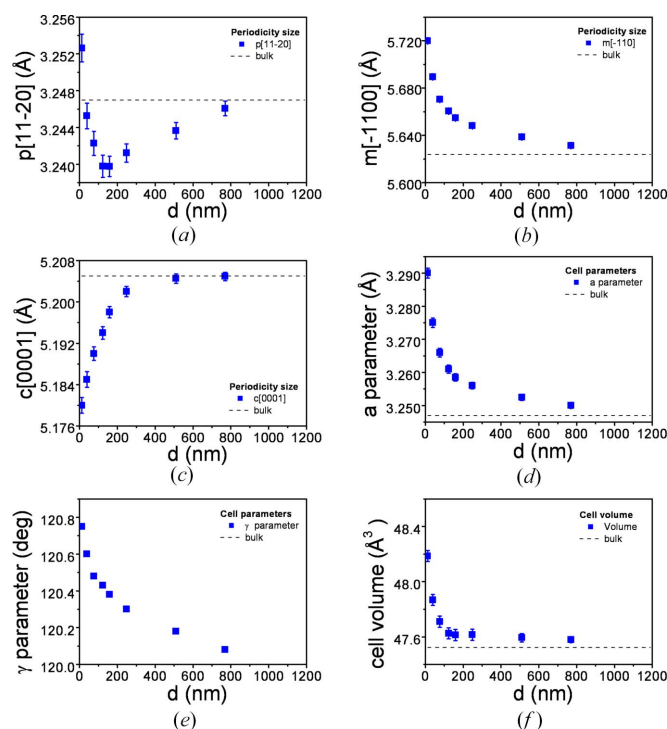 3.256
3.252
3.246
3.240
p[11-20] (Å)
Periodicity size
p[11-20]
bulk
0 200 400 600 800 1000 1200
d (nm)
(a)
5.720
5.680
5.640
5.600
m[-1100] (Å)
Periodicity size
m[-110]
bulk
0 200 400 600 800 1000 1200
d (nm)
(b)
5.208
5.200
5.192
5.184
5.176
c[0001] (Å)
Periodicity size
c[0001]
bulk
0 200 400 600 800 1000 1200
d (nm)
(c)
3.290
3.280
3.270
3.260
3.250
a parameter (Å)
Cell parameters
a parameter
bulk
0 200 400 600 800 1000 1200
d (nm)
(d)
120.8
120.6
120.4
120.2
120.0
γ parameter (deg)
Cell parameters
γ parameter
bulk
0 200 400 600 800 1000 1200
d (nm)
(e)
48.4
48.0
47.6
cell volume (Å³)
Cell volume
Volume
bulk
0 200 400 600 800 1000 1200
d (nm)
(f)